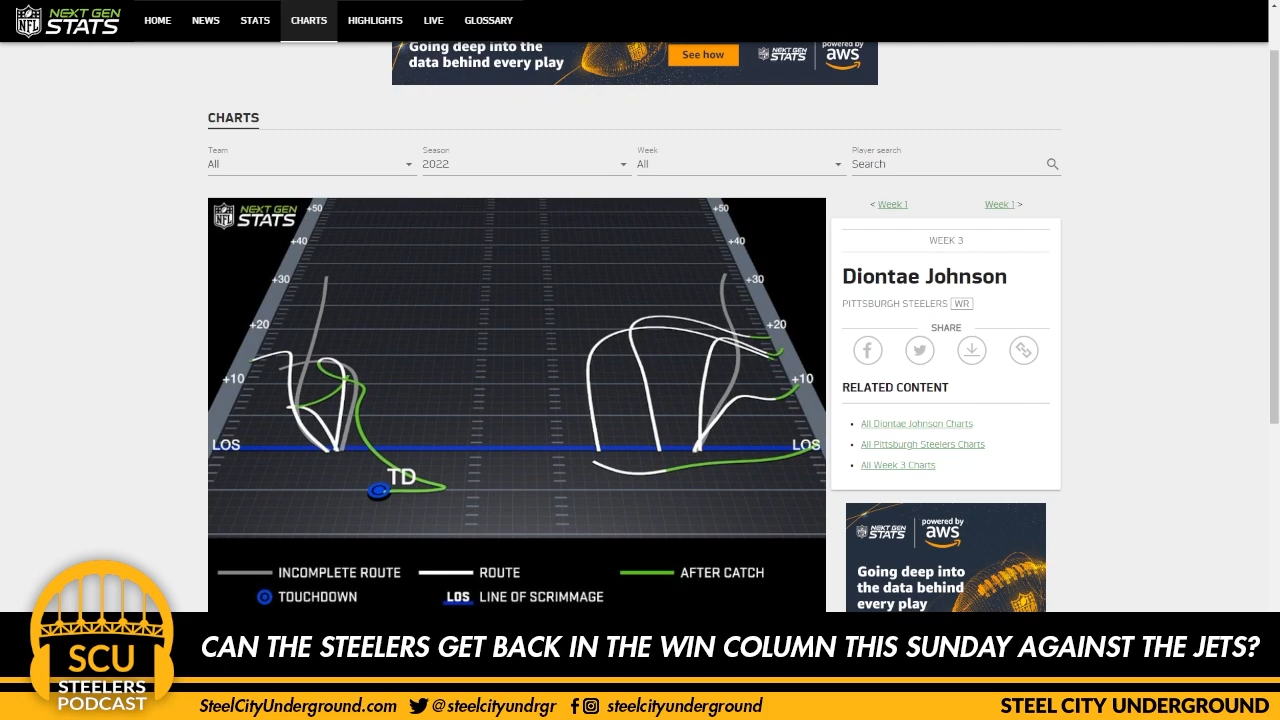 NFL NEXT GEN STATS
HOME NEWS STATS CHARTS HIGHLIGHTS LIVE GLOSSARY
Going deep into the
data behind every play
See how
NFL NEXT GEN STATS
powered by
aws
CHARTS
Team Season Week Player search
All 2022 All Search
NFL NEXT GEN STATS
+50 +50
+40 +40
+30 +30
+20 +20
+10 +10
LOS LOS
TD
INCOMPLETE ROUTE ROUTE AFTER CATCH
TOUCHDOWN LOS LINE OF SCRIMMAGE
< Week 1 Week 1 >
WEEK 3
Diontae Johnson
PITTSBURGH STEELERS WR
SHARE
RELATED CONTENT
All Diontae Johnson Charts
All Pittsburgh Steelers Charts
All Week 3 Charts
NFL NEXT GEN STATS
powered by
aws
Going deep into
the data behind
every play
NFL
SCU
STEELERS
PODCAST
CAN THE STEELERS GET BACK IN THE WIN COLUMN THIS SUNDAY AGAINST THE JETS?
SteelCityUnderground.com @steelcityundrgr steelcityunderground
STEEL CITY UNDERGROUND